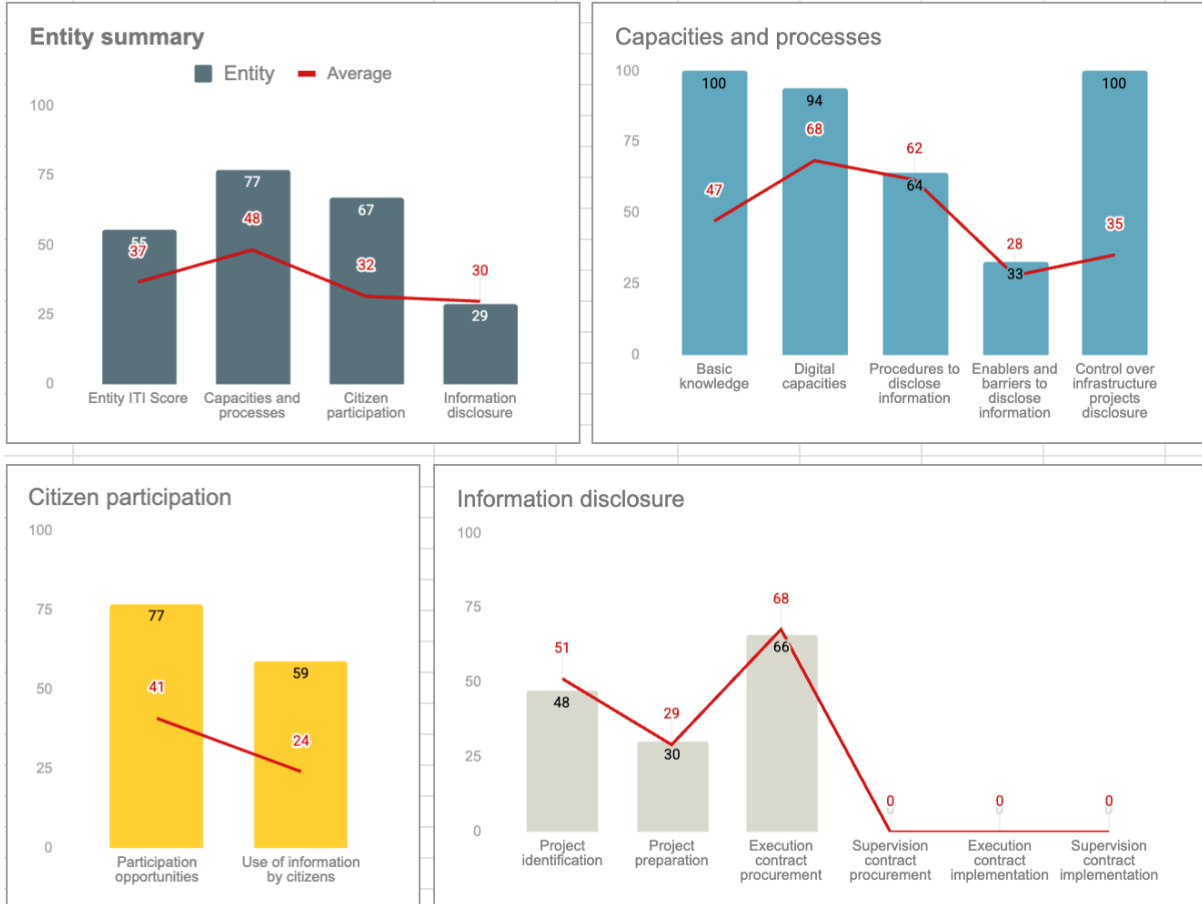 Entity summary
Entity
Average
100
75
50
25
0
55
37
77
48
67
32
30
29
Entity ITI Score
Capacities and
processes
Citizen
participation
Information
disclosure
Capacities and processes
100
75
50
25
0
100
47
94
68
62
64
28
33
100
35
Basic
knowledge
Digital
capacities
Procedures to
disclose
information
Enablers and
barriers to
disclose
information
Control over
infrastructure
projects
disclosure
Citizen participation
100
75
50
25
0
77
41
59
24
Participation
opportunities
Use of information
by citizens
Information disclosure
100
75
50
25
0
51
48
29
30
68
66
0
0
0
Project
identification
Project
preparation
Execution
contract
procurement
Supervision
contract
procurement
Execution
contract
implementation
Supervision
contract
implementation